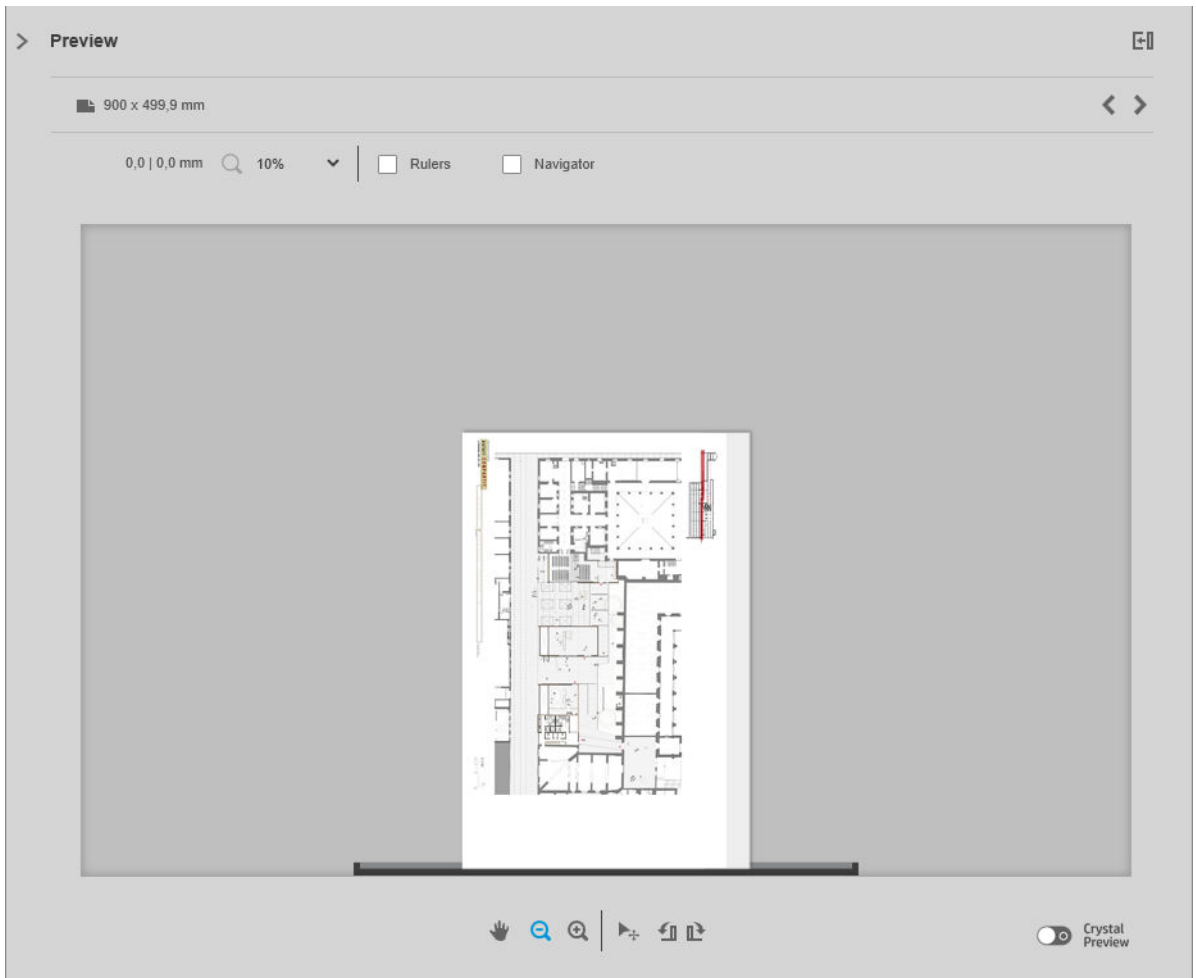 Preview
900 x 499,9 mm
0,0 | 0,0 mm 10% Rulers Navigator
Crystal
Preview